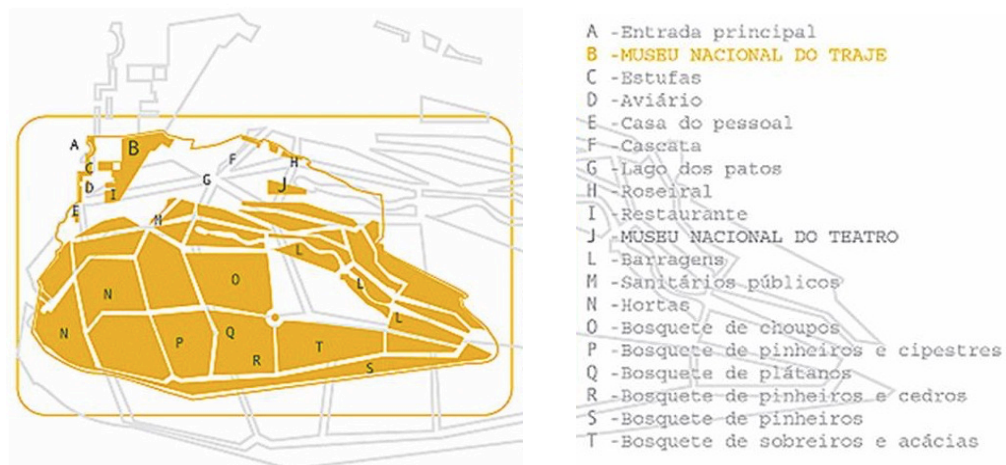 A
B
C
D
I
E
F
G
H
J
M
L
L
L
N
N
O
P
Q
R
S
T
A -Entrada principal
B -MUSEU NACIONAL DO TRAJE
C -Estufas
D -Aviário
E -Casa do pessoal
F -Cascata
G -Lago dos patos
H -Roseiral
I -Restaurante
J -MUSEU NACIONAL DO TEATRO
L -Barragens
M -Sanitários públicos
N -Hortas
O -Bosquete de choupos
P -Bosquete de pinheiros e cipestres
Q -Bosquete de plátanos
R -Bosquete de pinheiros e cedros
S -Bosquete de pinheiros
T -Bosquete de sobreiros e acácias